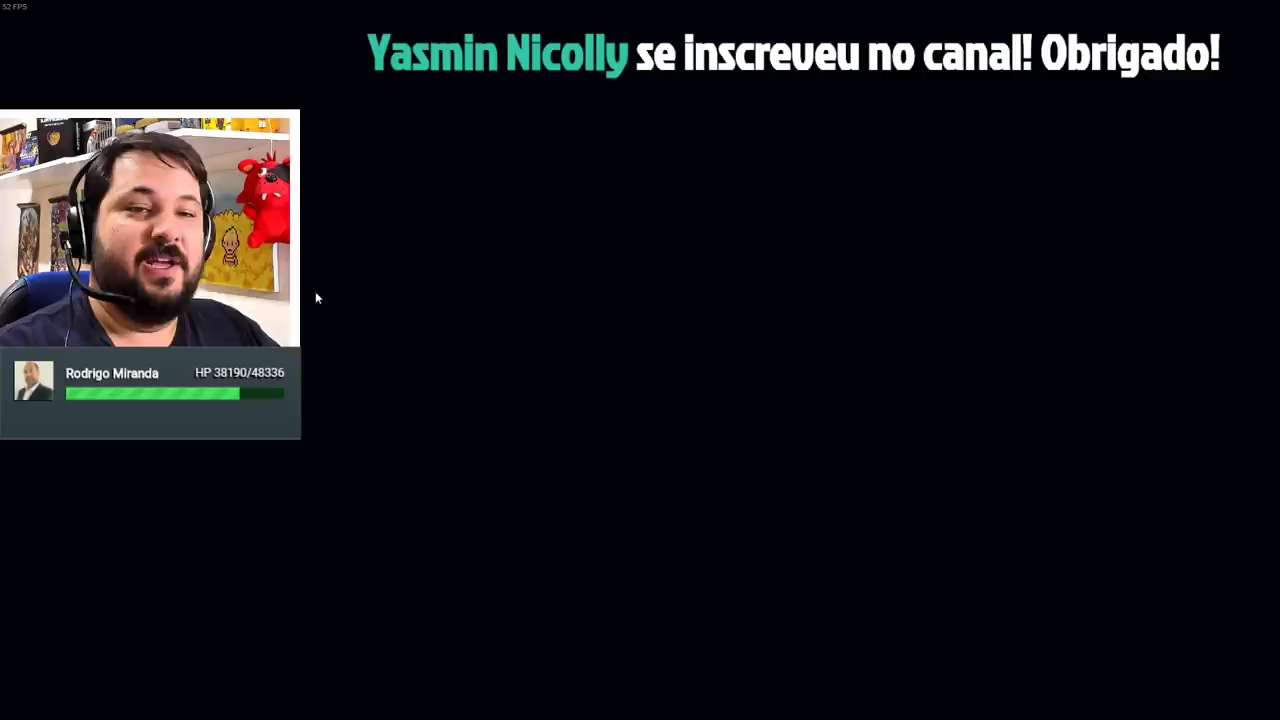 52 FPS
Yasmin Nicolly se inscreveu no canal! Obrigado!
Rodrigo Miranda HP 38190/48336